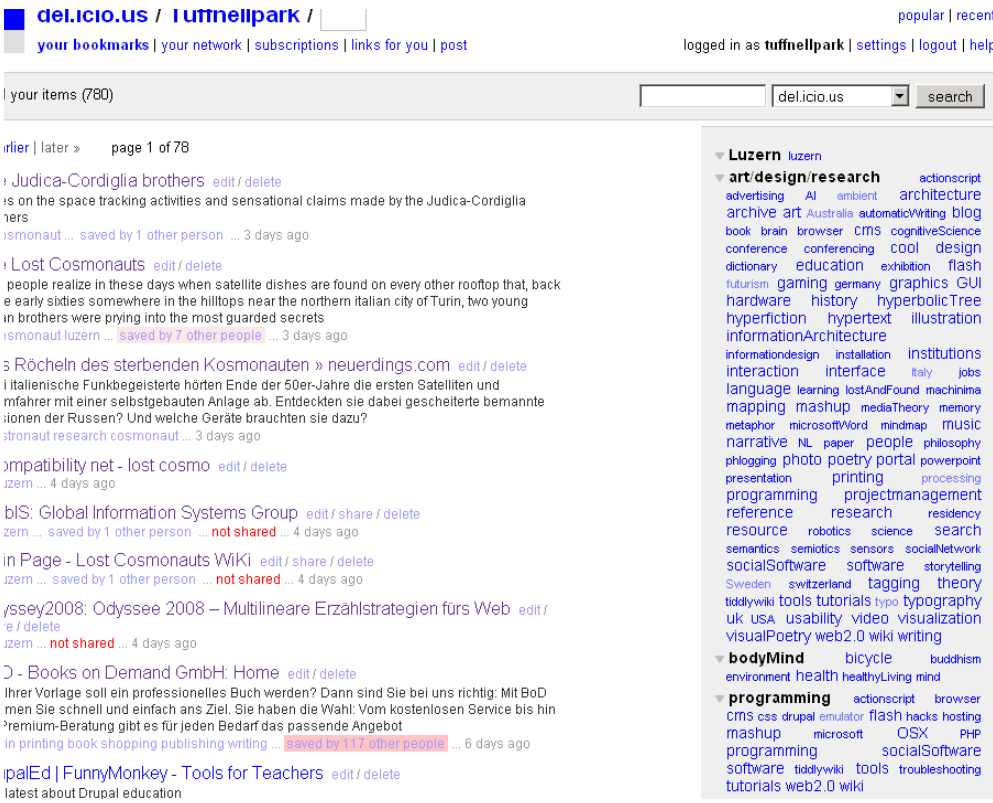 del.icio.us / Tuffnellpark /
popular | recent
your bookmarks | your network | subscriptions | links for you | post
logged in as tuffnellpark | settings | logout | help
your items (780)
del.icio.us search
rlier | later » page 1 of 78
Judica-Cordiglia brothers edit / delete
es on the space tracking activities and sensational claims made by the Judica-Cordiglia
hers
osmonaut ... saved by 1 other person ... 3 days ago
e Lost Cosmonauts edit / delete
people realize in these days when satellite dishes are found on every other rooftop that, back
e early sixties somewhere in the hilltops near the northern italian city of Turin, two young
an brothers were prying into the most guarded secrets
osmonaut luzern ... saved by 7 other people ... 3 days ago
s Röcheln des sterbenden Kosmonauten » neuerdings.com edit / delete
i italienische Funkbegeisterte hörten Ende der 50er-Jahre die ersten Satelliten und
mfahrer mit einer selbstgebauten Anlage ab. Entdeckten sie dabei gescheiterte bemannte
sionen der Russen? Und welche Geräte brauchten sie dazu?
stronaut research cosmonaut ... 3 days ago
ompatibility net - lost cosmo edit / delete
uzern ... 4 days ago
bIS: Global Information Systems Group edit / share / delete
zern ... saved by 1 other person ... not shared ... 4 days ago
in Page - Lost Cosmonauts WiKi edit / share / delete
uzern ... saved by 1 other person ... not shared ... 4 days ago
yssey2008: Odyssee 2008 – Multilineare Erzählstrategien fürs Web edit /
re / delete
uzern ... not shared ... 4 days ago
D - Books on Demand GmbH: Home edit / delete
Ihrer Vorlage soll ein professionelles Buch werden? Dann sind Sie bei uns richtig: Mit BoD
men Sie schnell und einfach ans Ziel. Sie haben die Wahl: Vom kostenlosen Service bis hin
Premium-Beratung gibt es für jeden Bedarf das passende Angebot
in printing book shopping publishing writing ... saved by 117 other people ... 6 days ago
upalEd | FunnyMonkey - Tools for Teachers edit / delete
latest about Drupal education
Luzern luzern
art/design/research actionscript
advertising AI ambient architecture
archive art Australia automaticWriting blog
book brain browser cms cognitiveScience
conference conferencing cool design
dictionary education exhibition flash
futurism gaming germany graphics GUI
hardware history hyperbolicTree
hyperfiction hypertext illustration
informationArchitecture
informationdesign installation institutions
interaction interface Italy jobs
language learning lostAndFound machinima
mapping mashup mediaTheory memory
metaphor microsoftWord mindmap music
narrative NL paper people philosophy
phlogging photo poetry portal powerpoint
presentation printing processing
programming projectmanagement
reference research residency
resource robotics science search
semantics semiotics sensors socialNetwork
socialSoftware software storytelling
Sweden switzerland tagging theory
tiddlywiki tools tutorials typo typography
uk USA usability video visualization
visualPoetry web2.0 wiki writing
bodyMind bicycle buddhism
environment health healthyLiving mind
programming actionscript browser
cms css drupal emulator flash hacks hosting
mashup microsoft OSX PHP
programming socialSoftware
software tiddlywiki tools troubleshooting
tutorials web2.0 wiki